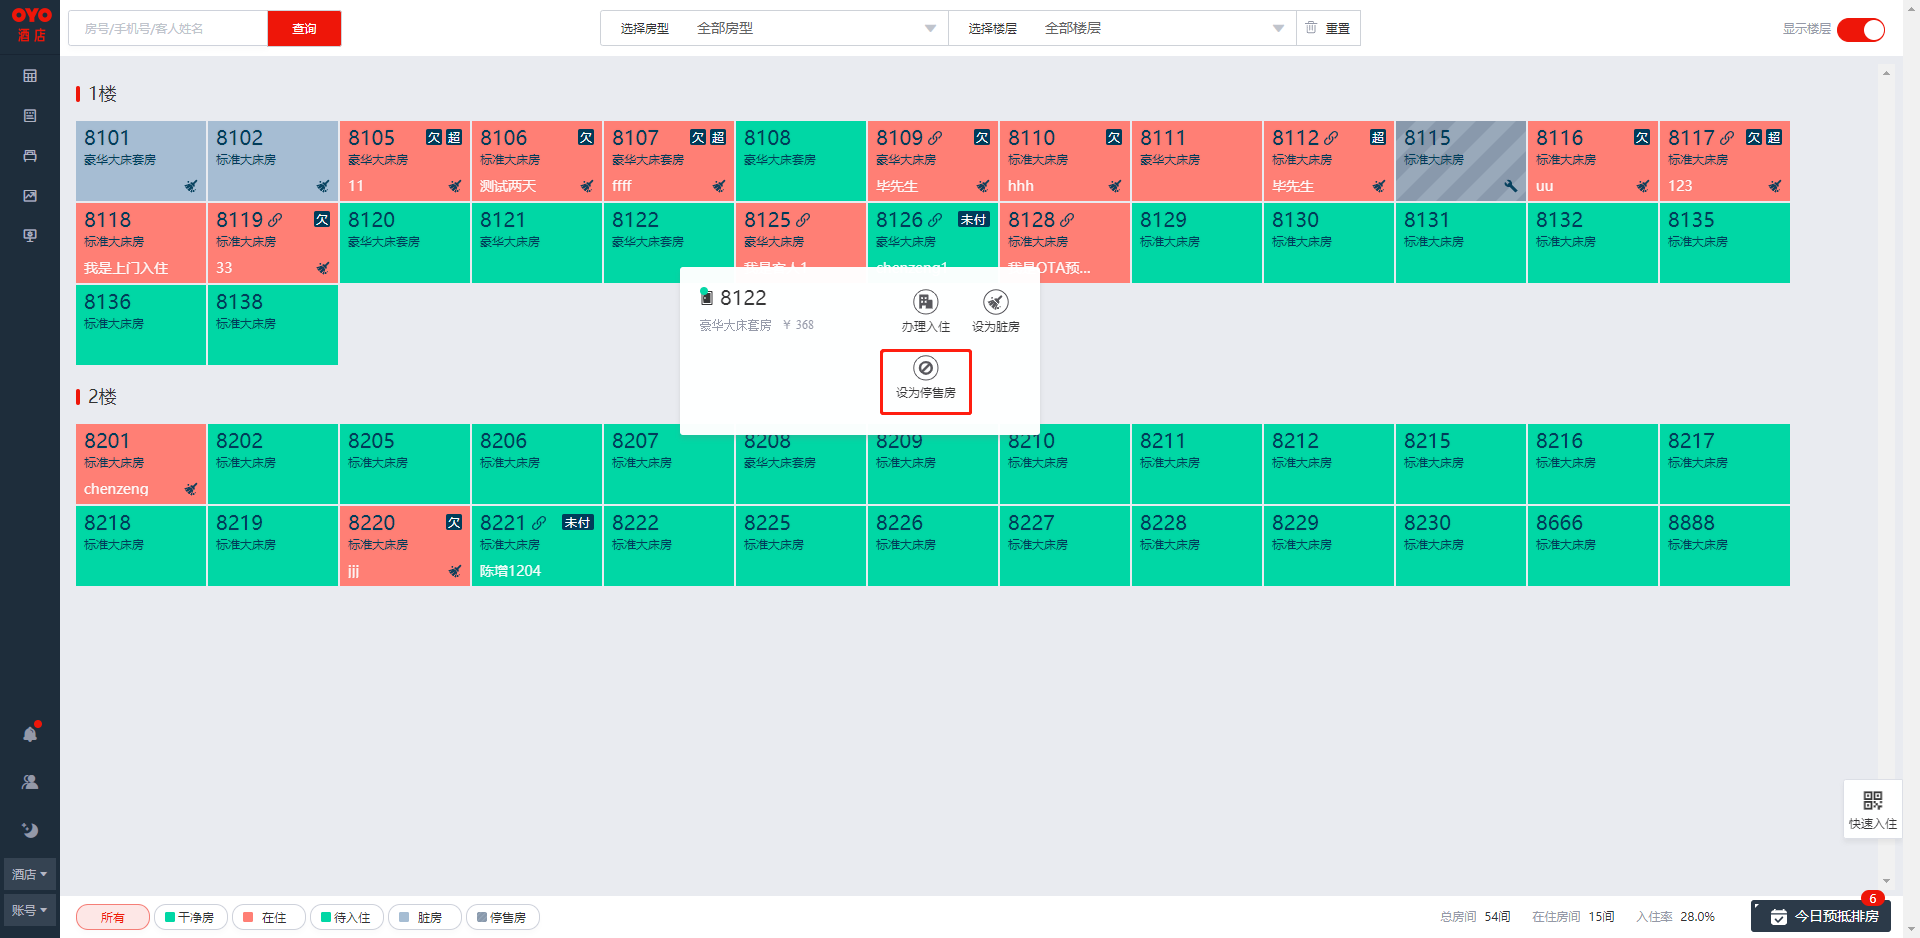 OYO
酒店
房号/手机号/客人姓名
查询
选择房型 全部房型
选择楼层 全部楼层
重置
显示楼层
1楼
8101
豪华大床套房
8102
标准大床房
8105 欠 超
豪华大床房
11
8106 欠
标准大床房
测试两天
8107 欠 超
豪华大床套房
ffff
8108
豪华大床套房
8109 欠
豪华大床房
毕先生
8110 欠
标准大床房
hhh
8111
豪华大床房
8112 超
标准大床房
毕先生
8115
标准大床房
8116 欠
标准大床房
uu
8117 欠 超
标准大床房
123
8118
标准大床房
我是上门入住
8119 欠
标准大床房
33
8120
豪华大床套房
8121
豪华大床房
8122
豪华大床套房
8125
豪华大床房
8126 未付
豪华大床房
chenzeng1
8128
标准大床房
我是OTA预...
8129
标准大床房
8130
标准大床房
8131
标准大床房
8132
标准大床房
8135
标准大床房
8136
标准大床房
8138
标准大床房
8122
豪华大床套房 ¥ 368
办理入住
设为脏房
设为停售房
2楼
8201
标准大床房
chenzeng
8202
标准大床房
8205
标准大床房
8206
标准大床房
8207
标准大床房
8208
豪华大床套房
8209
标准大床房
8210
标准大床房
8211
标准大床房
8212
标准大床房
8215
标准大床房
8216
标准大床房
8217
标准大床房
8218
标准大床房
8219
标准大床房
8220 欠
标准大床房
jjj
8221 未付
标准大床房
陈增1204
8222
标准大床房
8225
标准大床房
8226
标准大床房
8227
标准大床房
8228
标准大床房
8229
标准大床房
8230
标准大床房
8666
标准大床房
8888
标准大床房
快速入住
酒店
账号
所有
干净房
在住
待入住
脏房
停售房
总房间 54间
在住房间 15间
入住率 28.0%
6
今日预抵排房